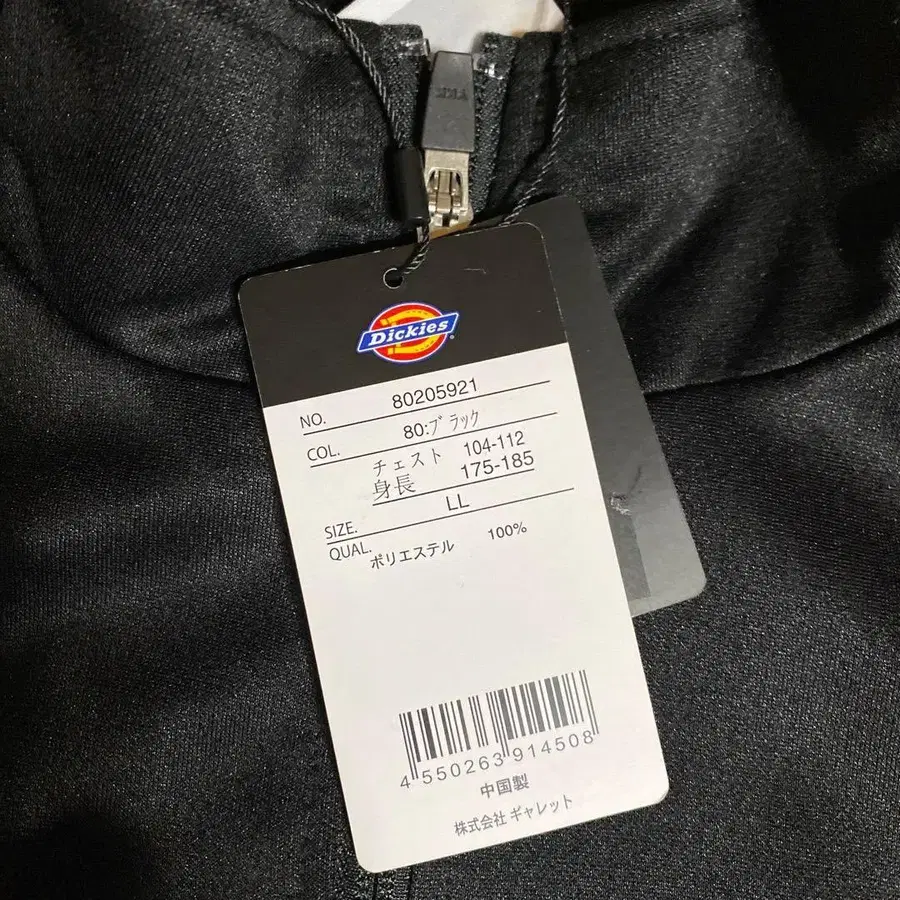 YKK
Dickies
NO. 80205921
COL. 80:ブラック
チェスト 104-112
身長 175-185
SIZE. LL
QUAL. ポリエステル 100%
4 550263 914508
中国製
株式会社 ギャレット